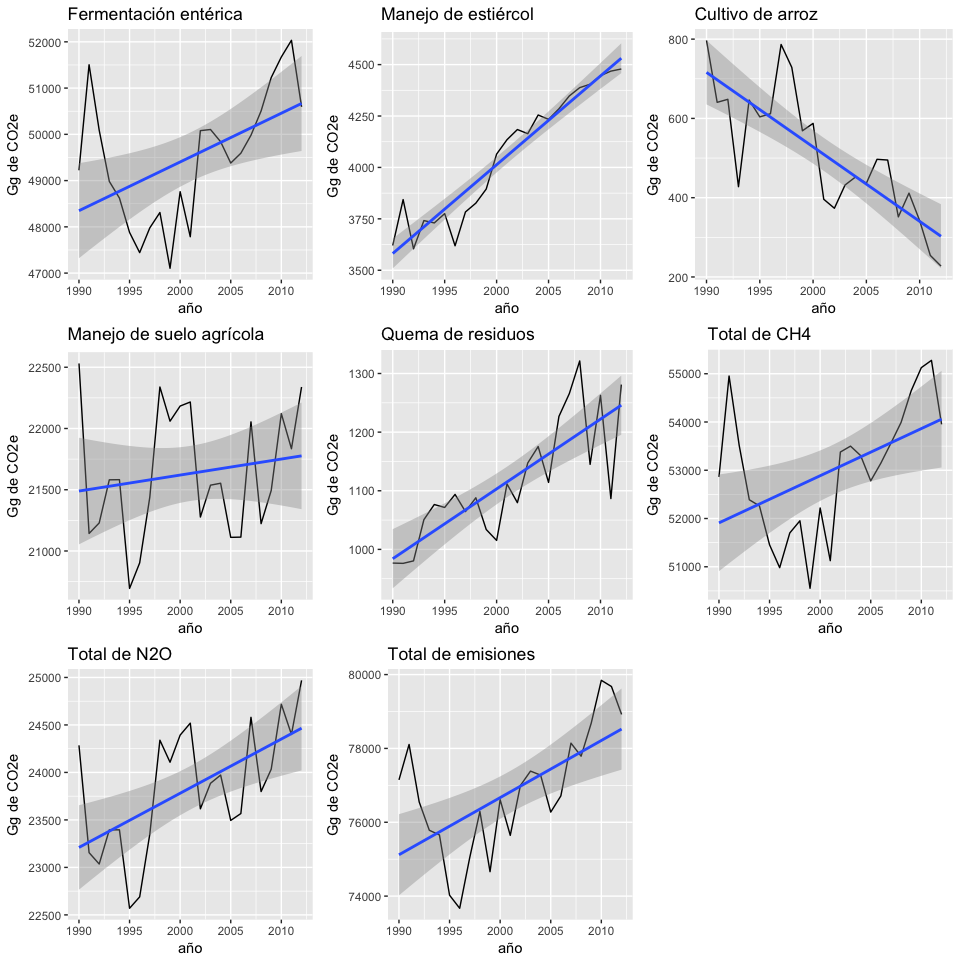 Fermentación entérica
52000
51000
50000
49000
48000
47000
Gg de CO2e
1990 1995 2000 2005 2010
año
Manejo de estiércol
4500
4250
4000
3750
3500
Gg de CO2e
1990 1995 2000 2005 2010
año
Cultivo de arroz
800
600
400
200
Gg de CO2e
1990 1995 2000 2005 2010
año
Manejo de suelo agrícola
22500
22000
21500
21000
Gg de CO2e
1990 1995 2000 2005 2010
año
Quema de residuos
1300
1200
1100
1000
Gg de CO2e
1990 1995 2000 2005 2010
año
Total de CH4
55000
54000
53000
52000
51000
Gg de CO2e
1990 1995 2000 2005 2010
año
Total de N2O
25000
24500
24000
23500
23000
22500
Gg de CO2e
1990 1995 2000 2005 2010
año
Total de emisiones
80000
78000
76000
74000
Gg de CO2e
1990 1995 2000 2005 2010
año